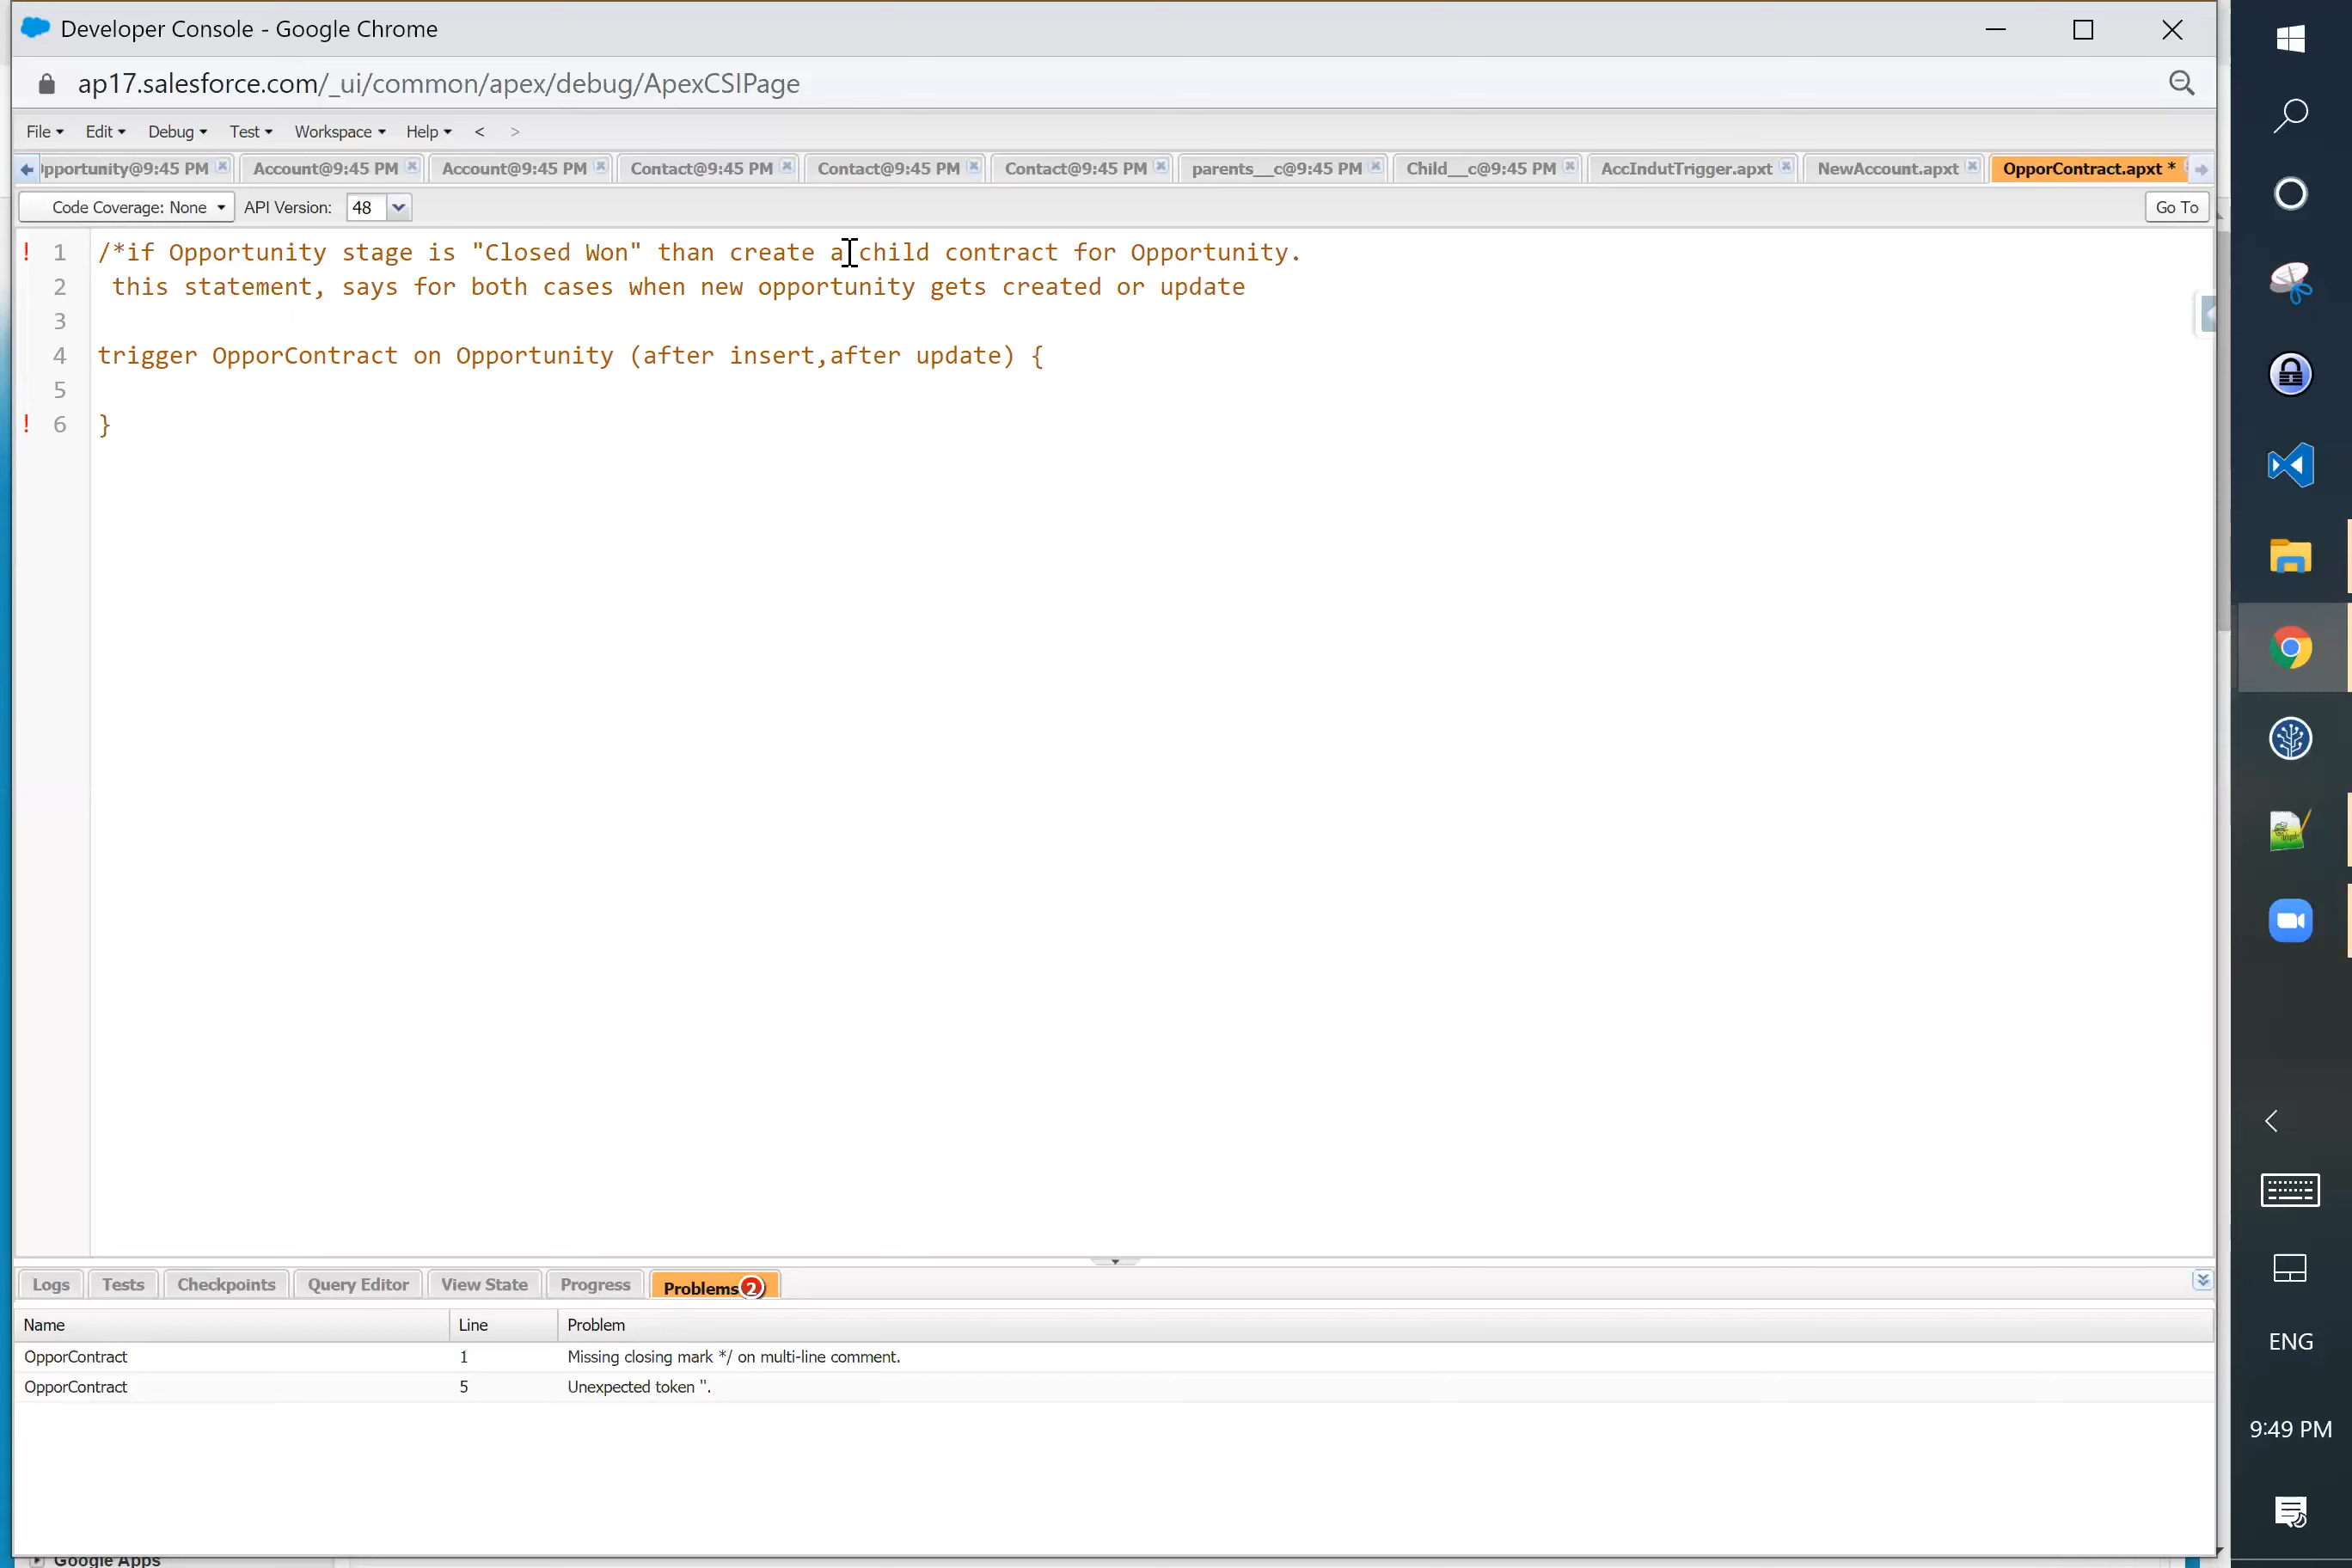 Developer Console - Google Chrome
ap17.salesforce.com/_ui/common/apex/debug/ApexCSIPage
File Edit Debug Test Workspace Help < >
pportunity@9:45 PM Account@9:45 PM Account@9:45 PM Contact@9:45 PM Contact@9:45 PM Contact@9:45 PM parents__c@9:45 PM Child__c@9:45 PM AccIndutTrigger.apxt NewAccount.apxt OpporContract.apxt *
Code Coverage: None API Version: 48 Go To
! 1 /*if Opportunity stage is "Closed Won" than create a child contract for Opportunity.
2 this statement, says for both cases when new opportunity gets created or update
3
4 trigger OpporContract on Opportunity (after insert,after update) {
5
! 6 }
Logs Tests Checkpoints Query Editor View State Progress Problems 2
Name Line Problem
OpporContract 1 Missing closing mark */ on multi-line comment.
OpporContract 5 Unexpected token ''.
Google Apps
ENG
9:49 PM